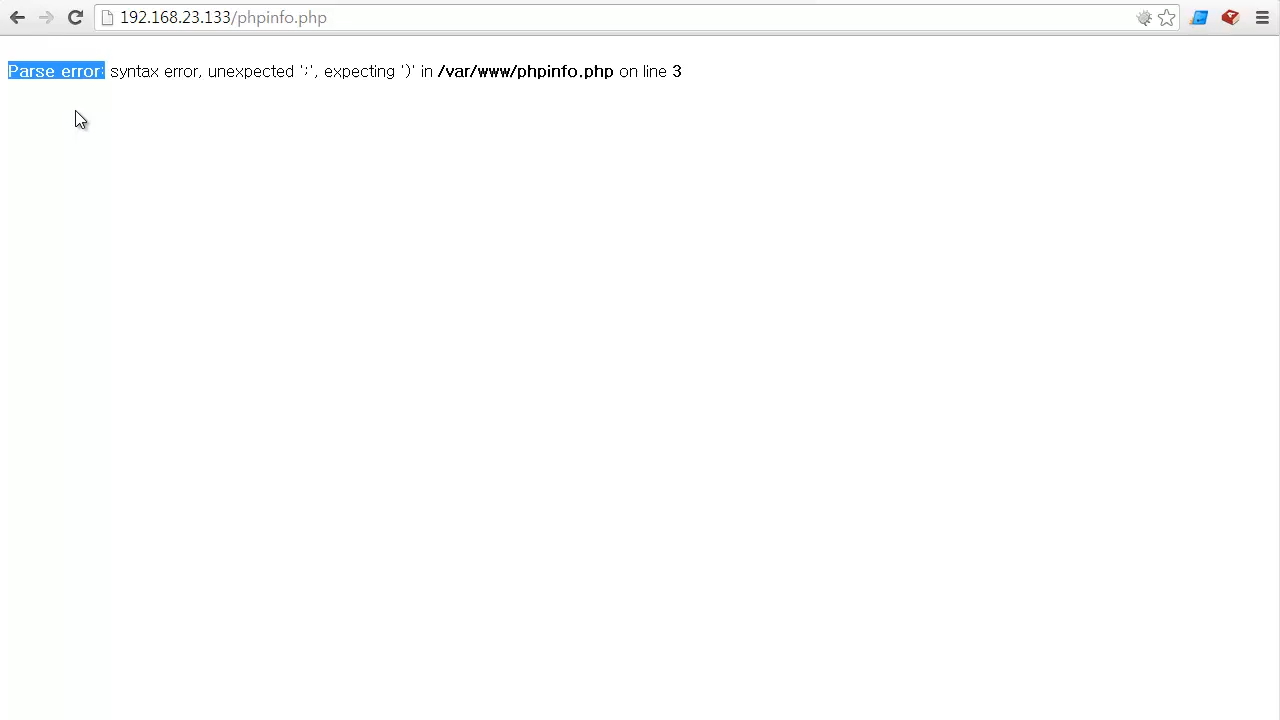 192.168.23.133/phpinfo.php
Parse error: syntax error, unexpected ';', expecting ')' in /var/www/phpinfo.php on line 3